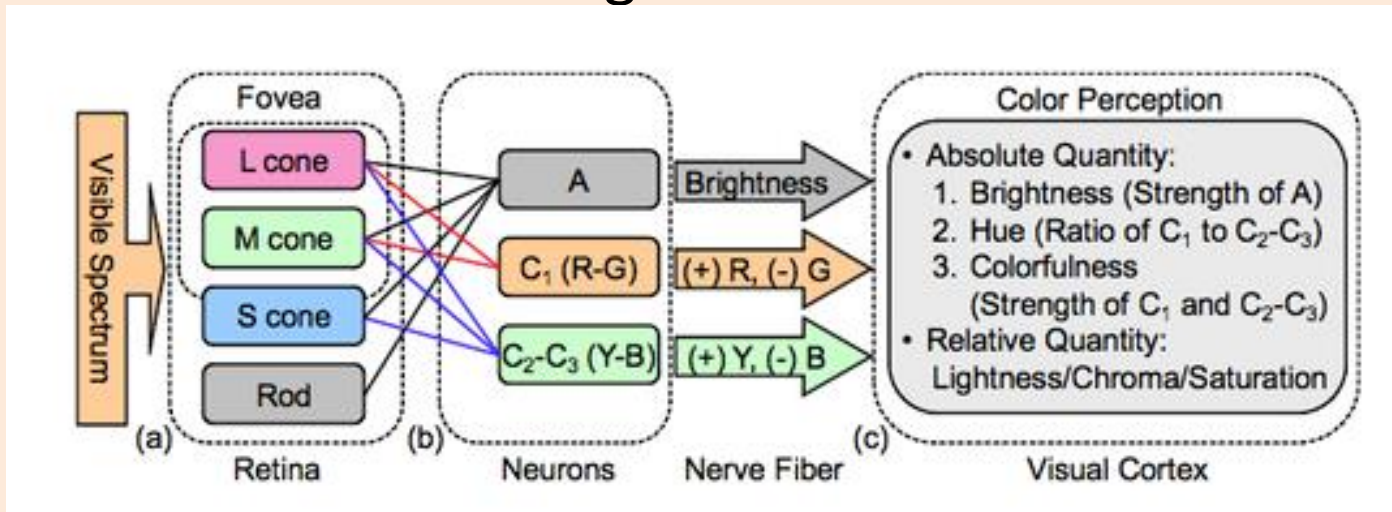 Visible Spectrum
Fovea
L cone
M cone
S cone
Rod
(a)
Retina
A
C₁ (R-G)
C₂-C₃ (Y-B)
(b)
Neurons
Brightness
(+) R, (-) G
(+) Y, (-) B
Nerve Fiber
(c)
Color Perception
• Absolute Quantity:
1. Brightness (Strength of A)
2. Hue (Ratio of C₁ to C₂-C₃)
3. Colorfulness
(Strength of C₁ and C₂-C₃)
• Relative Quantity:
Lightness/Chroma/Saturation
Visual Cortex